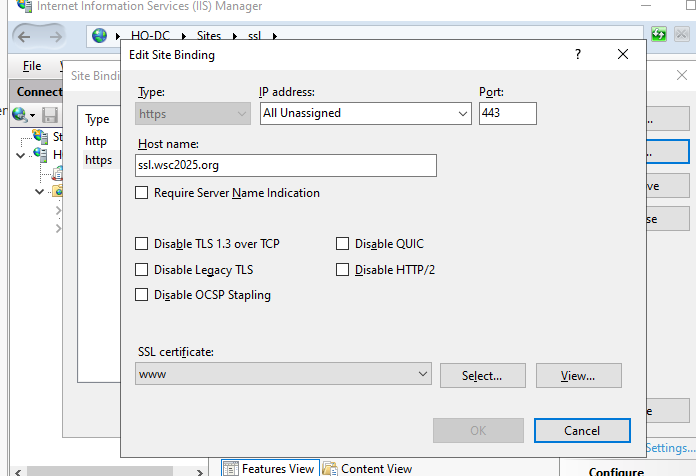 Internet Information Services (IIS) Manager
HQ-DC Sites ssl
File
Site Bindi
Edit Site Binding
? 
Connect
Type
http
https
Type:
https
IP address:
All Unassigned
Port:
443
Host name:
ssl.wsc2025.org
Require Server Name Indication
Disable TLS 1.3 over TCP
Disable QUIC
Disable Legacy TLS
Disable HTTP/2
Disable OCSP Stapling
SSL certificate:
www
Select...
View...
OK
Cancel
St
H
...
...
ve
se
e
Settings...
Features View
Content View
Configure